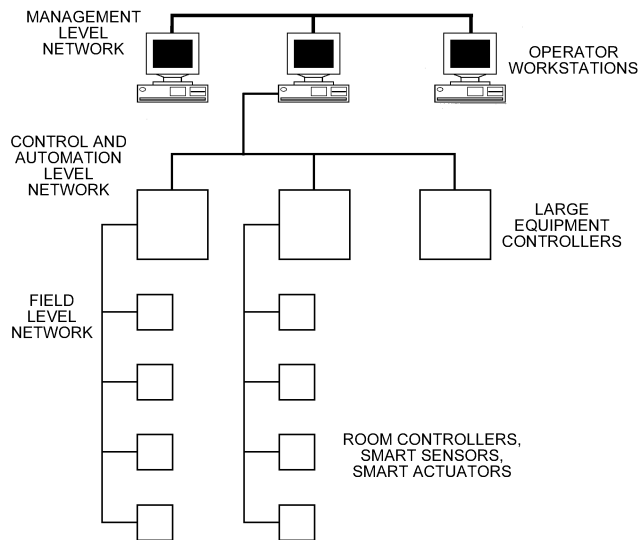 MANAGEMENT
LEVEL
NETWORK
OPERATOR
WORKSTATIONS
CONTROL AND
AUTOMATION
LEVEL
NETWORK
LARGE
EQUIPMENT
CONTROLLERS
FIELD
LEVEL
NETWORK
ROOM CONTROLLERS,
SMART SENSORS,
SMART ACTUATORS